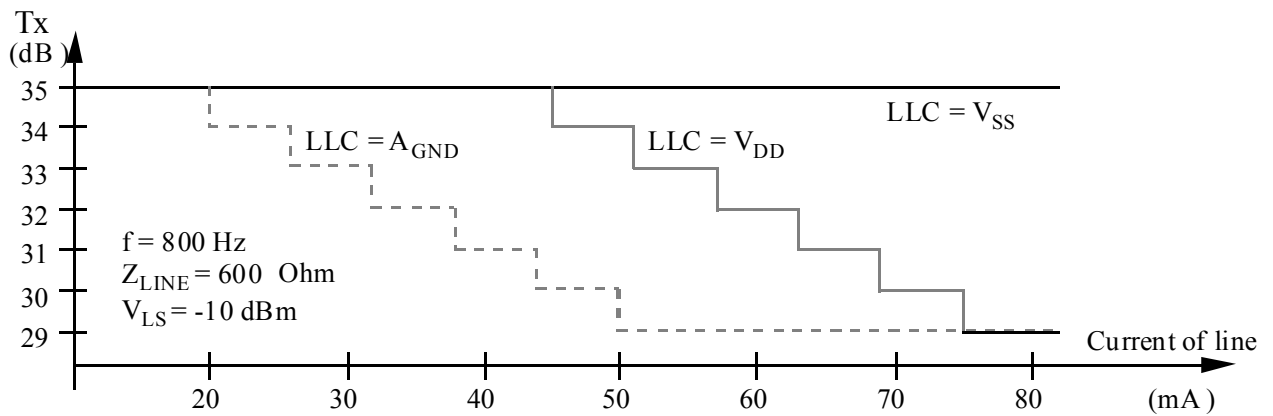 Tx
(dB)
35
34
33
32
31
30
29
LLC = V_SS
LLC = A_GND
LLC = V_DD
f = 800 Hz
Z_LINE = 600 Ohm
V_LS = -10 dBm
Current of line
20 30 40 50 60 70 80 (mA)